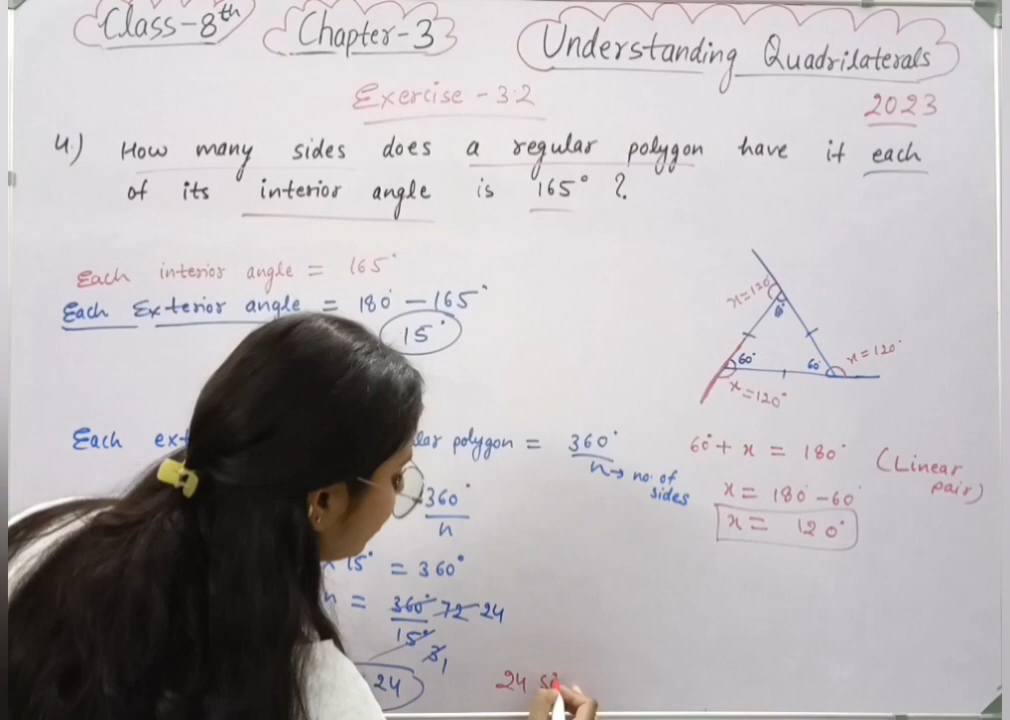 Class-8th Chapter-3 Understanding Quadrilaterals
Exercise - 3.2 2023
4.) How many sides does a regular polygon have if each
of its interior angle is 165° ?
Each interior angle = 165°
Each Exterior angle = 180° - 165°
15°
x=120°
60°
60° 60° x=120°
x=120°
Each polygon = 360°
n → no. of
sides
360°
n
15° = 360°
n = 360° 72 24
15° 3 1
24
24
60° + x = 180° (Linear
pair)
x = 180° - 60°
x = 120°